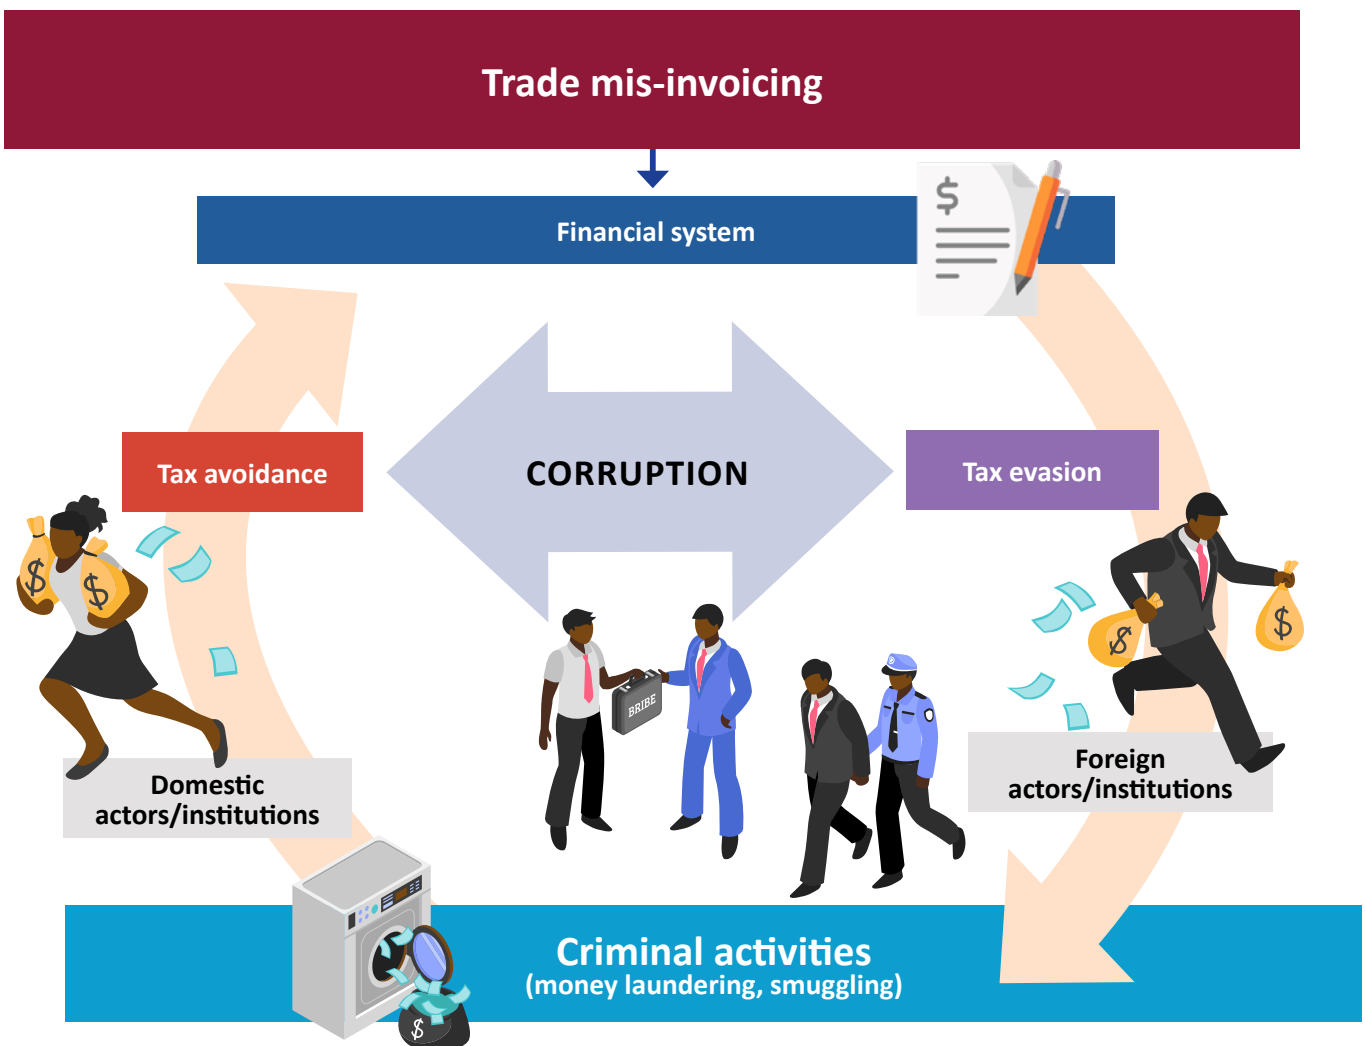 Trade mis-invoicing
Financial system
$
Tax avoidance
CORRUPTION
Tax evasion
$
$
$
$
BRIBE
Domestic
actors/institutions
Foreign
actors/institutions
Criminal activities
(money laundering, smuggling)
$